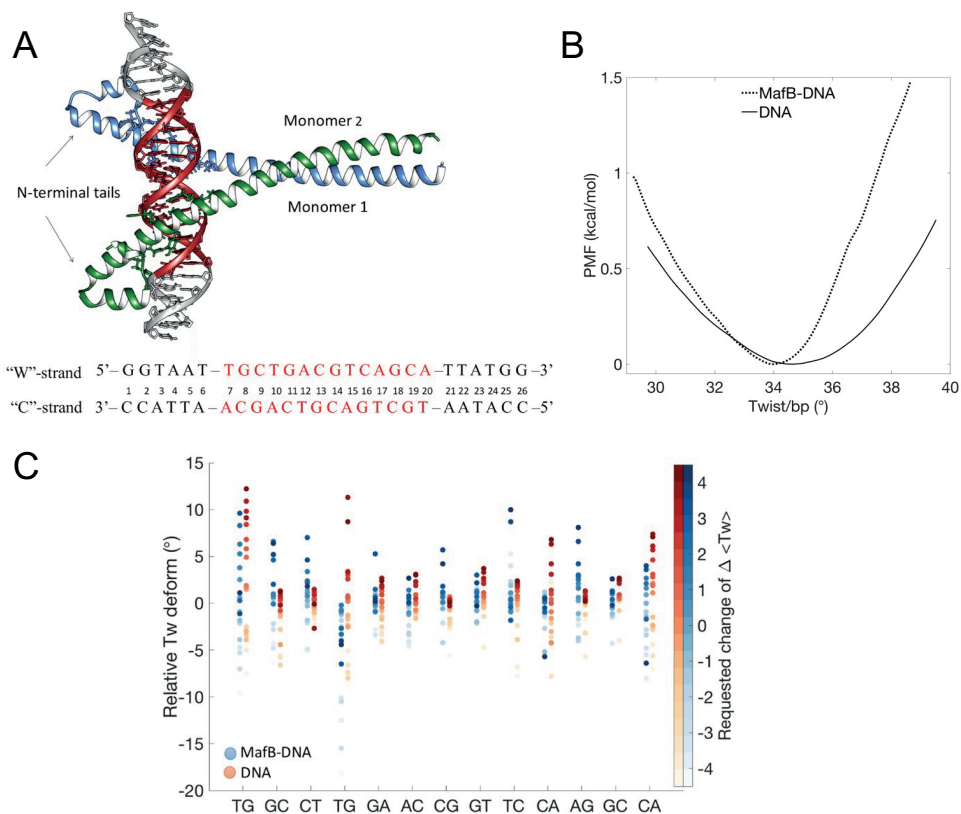 A
Monomer 2
N-terminal tails
Monomer 1
“W”-strand 5’–G G T A A T – T G C T G A C G T C A G C A – T T A T G G –3’
1 2 3 4 5 6 7 8 9 10 11 12 13 14 15 16 17 18 19 20 21 22 23 24 25 26
“C”-strand 3’–C C A T T A – A C G A C T G C A G T C G T – A A T A C C –5’
B
1.5
MafB-DNA
DNA
1
0.5
0
PMF (kcal/mol)
30 32 34 36 38 40
Twist/bp (°)
C
15
10
5
0
-5
-10
-15
-20
Relative Tw deform (°)
MafB-DNA
DNA
TG GC CT TG GA AC CG GT TC CA AG GC CA
4
3
2
1
0
-1
-2
-3
-4
Requested change of Δ <Tw>